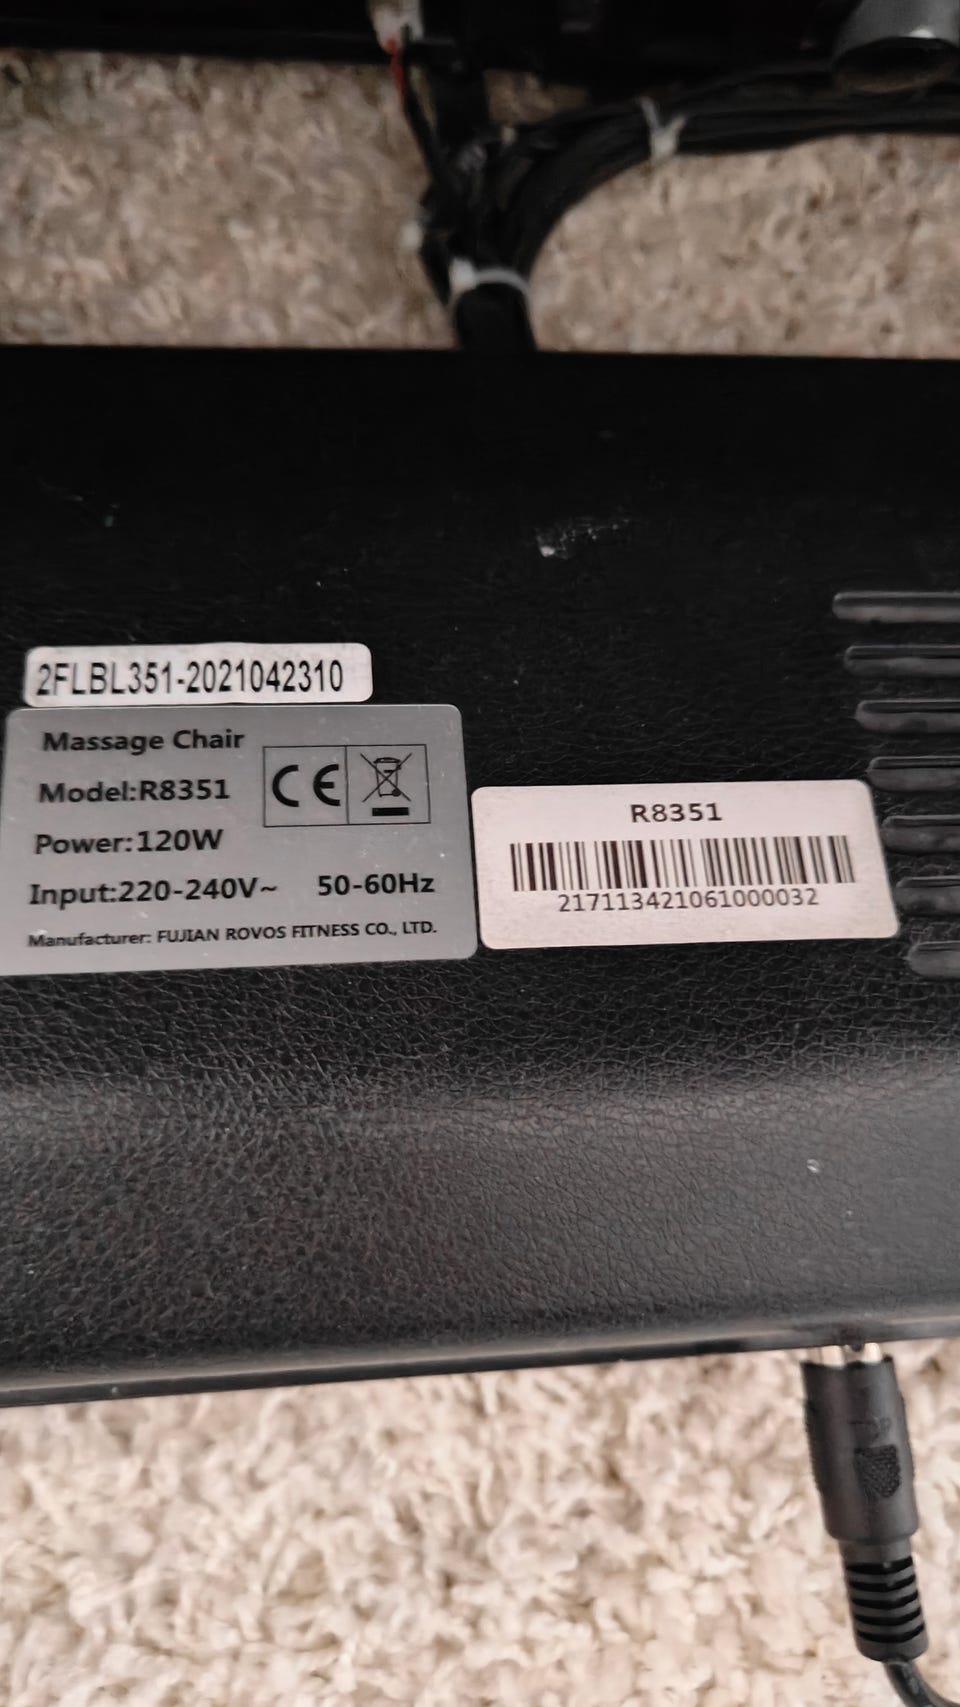 2FLBL351-2021042310
Massage Chair
Model:R8351
CE
Power:120W
Input:220-240V~ 50-60Hz
Manufacturer: FUJIAN ROVOS FITNESS CO., LTD.
R8351
217113421061000032